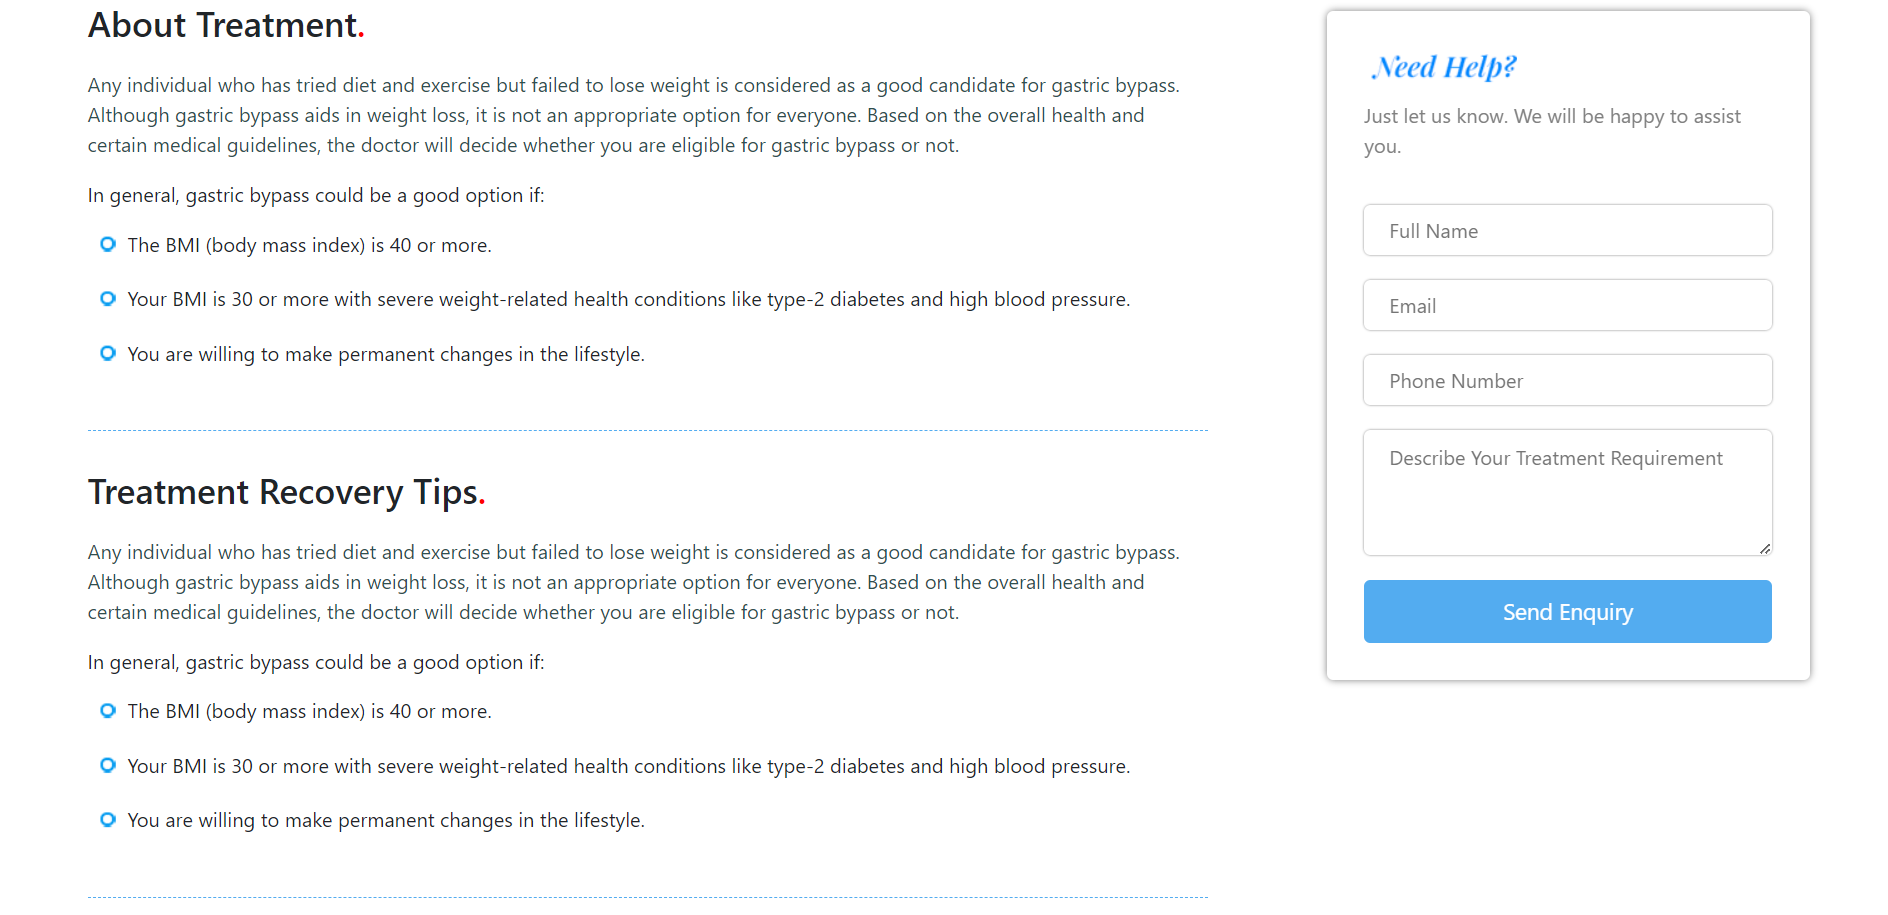 About Treatment.
Any individual who has tried diet and exercise but failed to lose weight is considered as a good candidate for gastric bypass.
Although gastric bypass aids in weight loss, it is not an appropriate option for everyone. Based on the overall health and
certain medical guidelines, the doctor will decide whether you are eligible for gastric bypass or not.
In general, gastric bypass could be a good option if:
The BMI (body mass index) is 40 or more.
Your BMI is 30 or more with severe weight-related health conditions like type-2 diabetes and high blood pressure.
You are willing to make permanent changes in the lifestyle.
Treatment Recovery Tips.
Any individual who has tried diet and exercise but failed to lose weight is considered as a good candidate for gastric bypass.
Although gastric bypass aids in weight loss, it is not an appropriate option for everyone. Based on the overall health and
certain medical guidelines, the doctor will decide whether you are eligible for gastric bypass or not.
In general, gastric bypass could be a good option if:
The BMI (body mass index) is 40 or more.
Your BMI is 30 or more with severe weight-related health conditions like type-2 diabetes and high blood pressure.
You are willing to make permanent changes in the lifestyle.
Need Help?
Just let us know. We will be happy to assist
you.
Full Name
Email
Phone Number
Describe Your Treatment Requirement
Send Enquiry